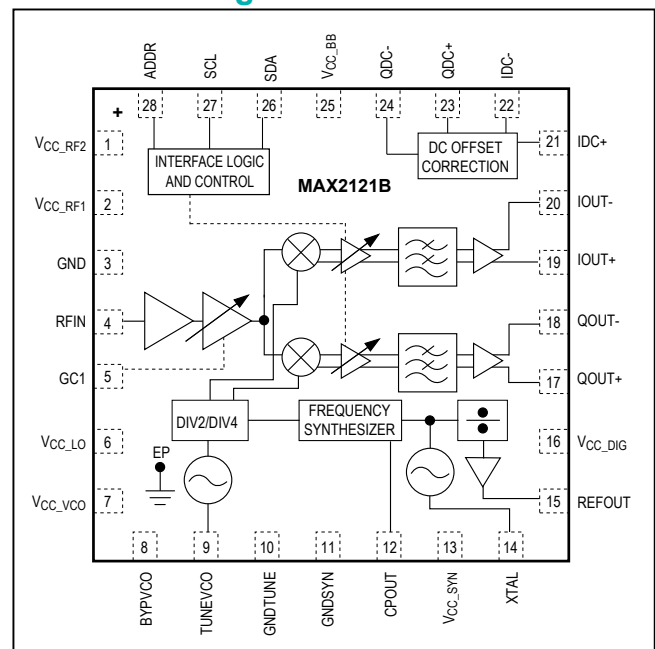 ADDR
SCL
SDA
VCC_BB
QDC-
QDC+
IDC-
28
27
26
25
24
23
22
+
VCC_RF2
1
INTERFACE LOGIC
AND CONTROL
DC OFFSET
CORRECTION
21
IDC+
MAX2121B
VCC_RF1
2
20
IOUT-
GND
3
19
IOUT+
RFIN
4
18
QOUT-
GC1
5
17
QOUT+
DIV2/DIV4
FREQUENCY
SYNTHESIZER
VCC_LO
6
EP
16
VCC_DIG
VCC_VCO
7
15
REFOUT
8
9
10
11
12
13
14
BYPVCO
TUNEVCO
GNDTUNE
GNDSYN
CPOUT
VCC_SYN
XTAL